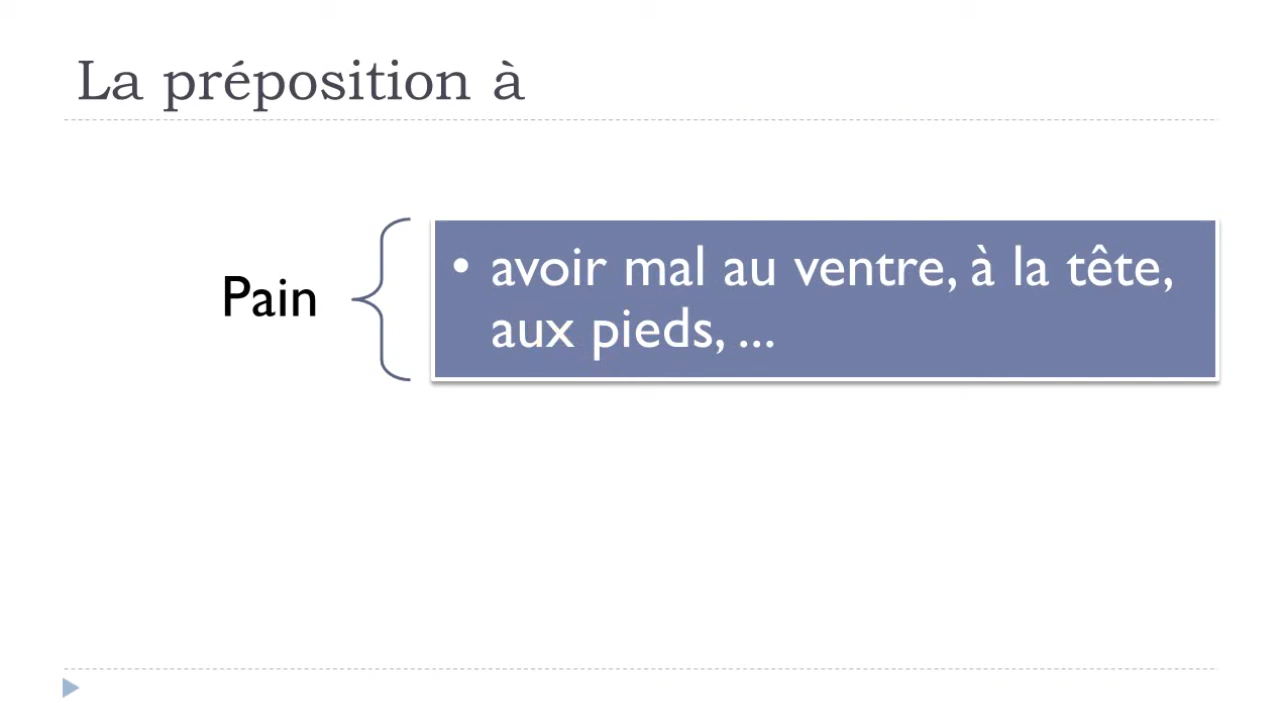 La préposition à
Pain
• avoir mal au ventre, à la tête,
aux pieds, ...